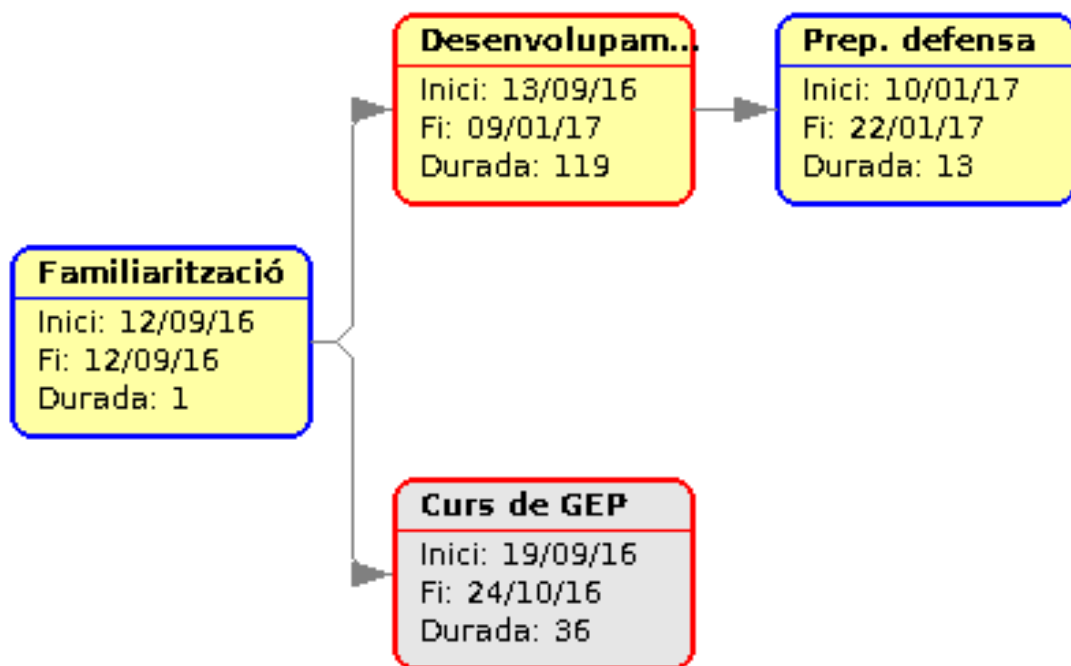 Desenvolupam...
Inici: 13/09/16
Fi: 09/01/17
Durada: 119
Prep. defensa
Inici: 10/01/17
Fi: 22/01/17
Durada: 13
Familiarització
Inici: 12/09/16
Fi: 12/09/16
Durada: 1
Curs de GEP
Inici: 19/09/16
Fi: 24/10/16
Durada: 36